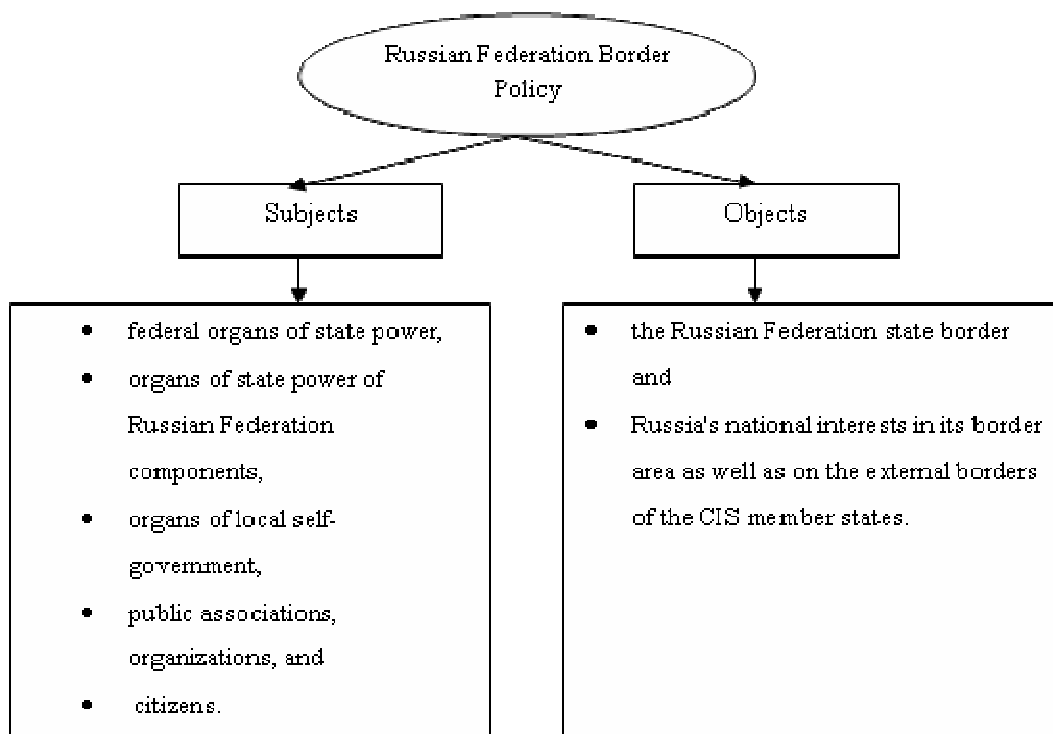 Russian Federation Border
Policy
Subjects
Objects
• federal organs of state power,
• organs of state power of
Russian Federation
components,
• organs of local self-
government,
• public associations,
organizations, and
• citizens.
• the Russian Federation state border
and
• Russia's national interests in its border
area as well as on the external borders
of the CIS member states.